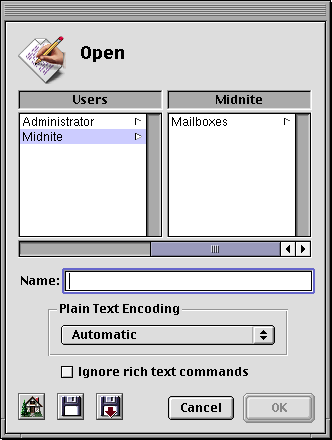 Open
Users
Midnite
Administrator
Midnite
Mailboxes
Name:
Plain Text Encoding
Automatic
Ignore rich text commands
Cancel
OK